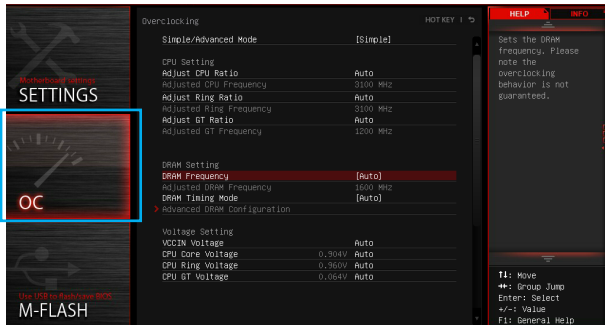 Overclocking
HOT KEY | ↰
Simple/Advanced Mode [Simple]
CPU Setting
Adjust CPU Ratio Auto
Adjusted CPU Frequency 3100 MHz
Adjust Ring Ratio Auto
Adjusted Ring Frequency 3100 MHz
Adjust GT Ratio Auto
Adjusted GT Frequency 1200 MHz
DRAM Setting
DRAM Frequency [Auto]
Adjusted DRAM Frequency 1600 MHz
DRAM Timing Mode [Auto]
> Advanced DRAM Configuration
Voltage Setting
VCCIN Voltage Auto
CPU Core Voltage 0.904V Auto
CPU Ring Voltage 0.960V Auto
CPU GT Voltage 0.064V Auto
Motherboard settings
SETTINGS
OC
Use USB to flash/save BIOS
M-FLASH
HELP
INFO
Sets the DRAM
frequency. Please
note the
overclocking
behavior is not
guaranteed.
↑↓: Move
→←: Group Jump
Enter: Select
+/-: Value
F1: General Help